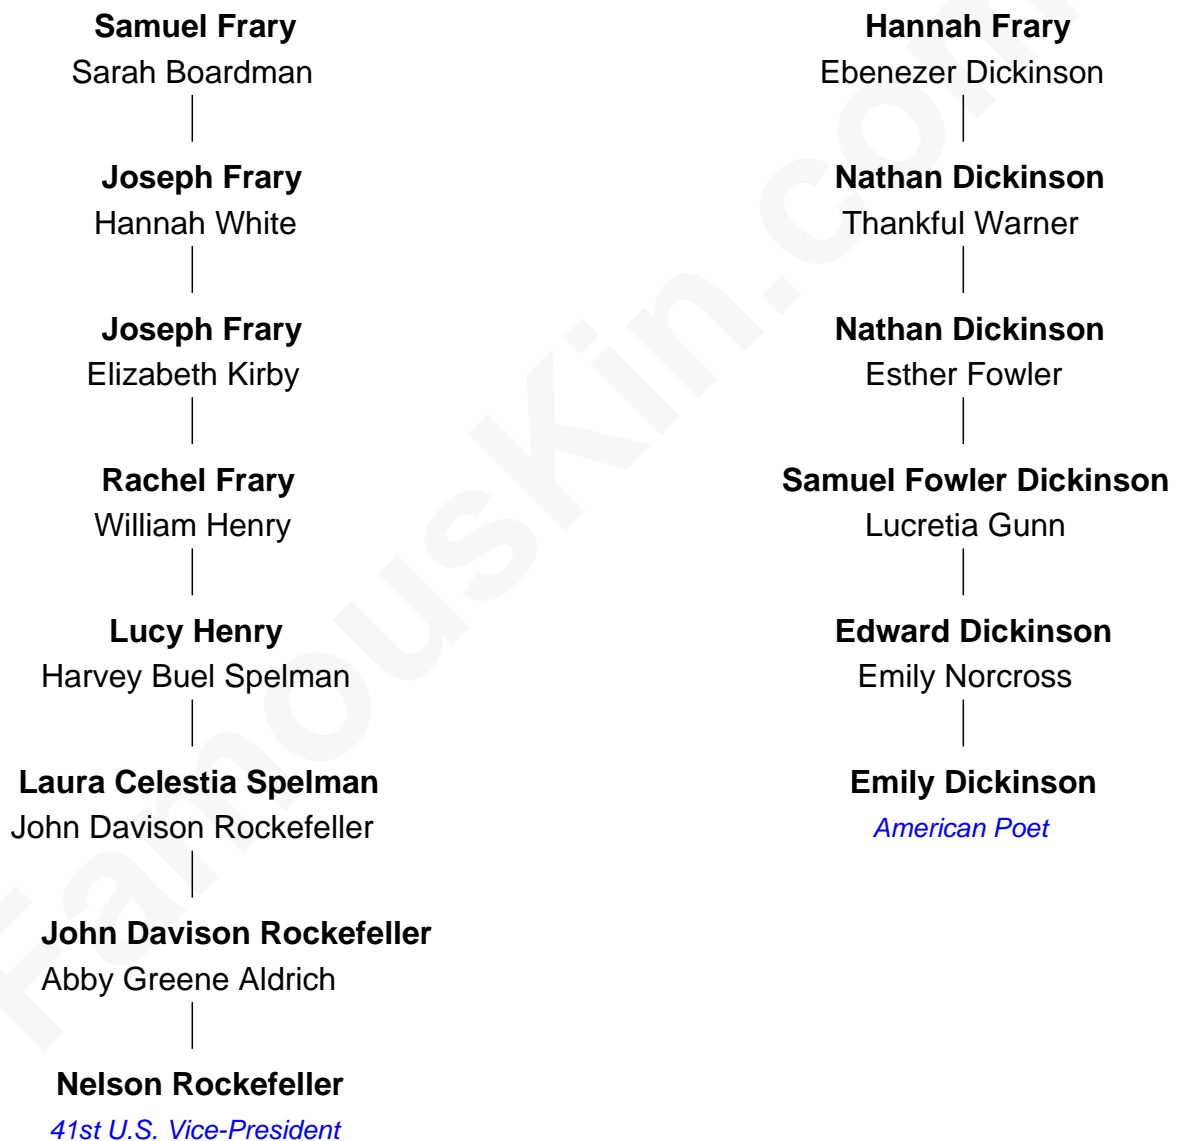 Samuel Frary
Sarah Boardman
Joseph Frary
Hannah White
Joseph Frary
Elizabeth Kirby
Rachel Frary
William Henry
Lucy Henry
Harvey Buel Spelman
Laura Celestia Spelman
John Davison Rockefeller
John Davison Rockefeller
Abby Greene Aldrich
Nelson Rockefeller
41st U.S. Vice-President
Hannah Frary
Ebenezer Dickinson
Nathan Dickinson
Thankful Warner
Nathan Dickinson
Esther Fowler
Samuel Fowler Dickinson
Lucretia Gunn
Edward Dickinson
Emily Norcross
Emily Dickinson
American Poet
FamousKin.com